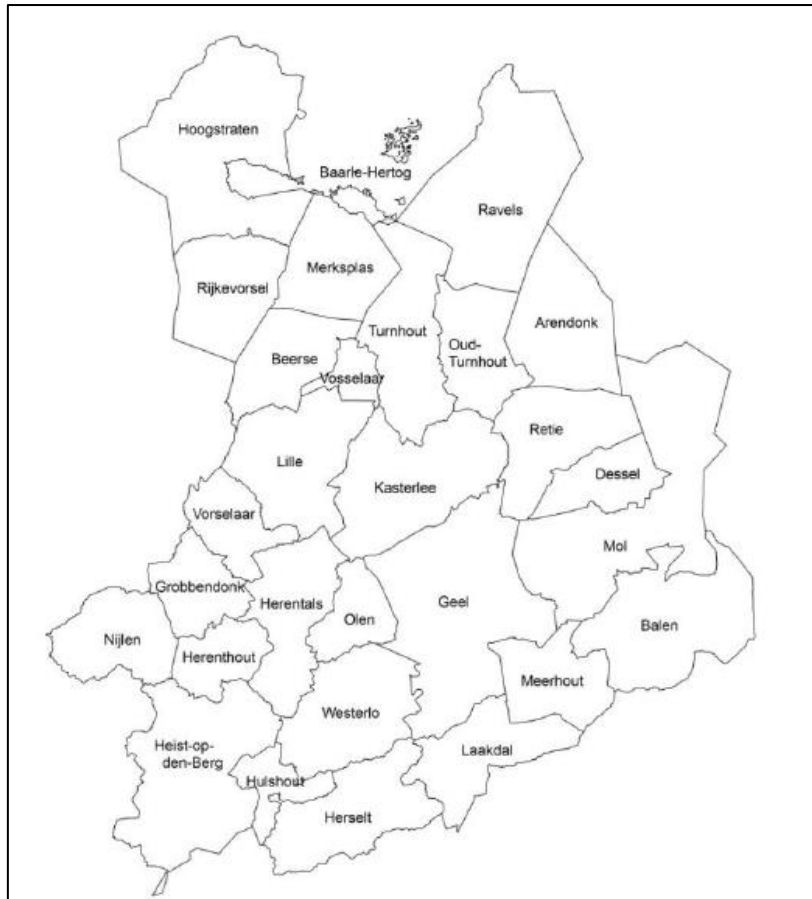 Hoogstraten
Baarle-Hertog
Ravels
Merksplas
Rijkevorsel
Turnhout
Arendonk
Oud-
Turnhout
Beerse
Vosselaar
Retie
Lille
Dessel
Kasterlee
Vorselaar
Mol
Grobbendonk
Herentals
Geel
Olen
Balen
Nijlen
Herenthout
Meerhout
Westerlo
Heist-op-
den-Berg
Laakdal
Hulshout
Herselt